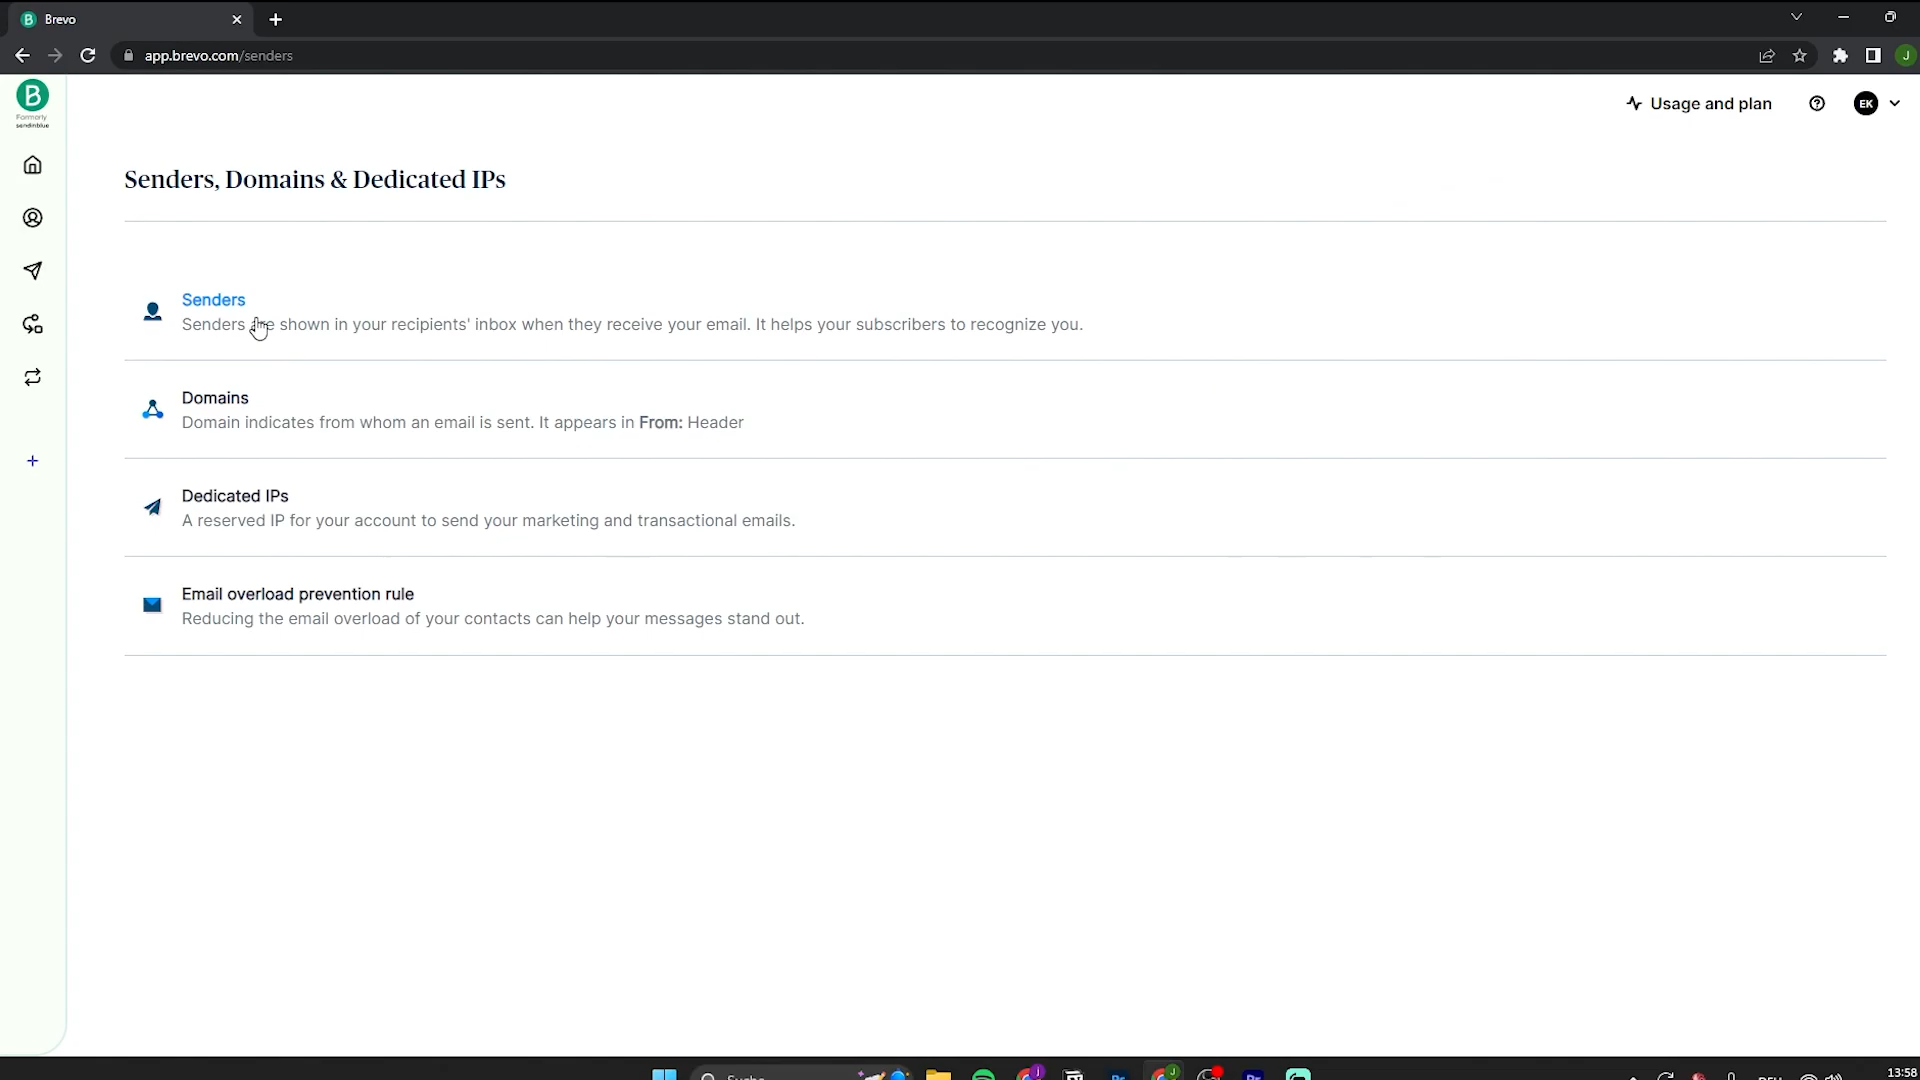 Brevo
app.brevo.com/senders
J
B
Formerly
sendinblue
Usage and plan
EK
Senders, Domains & Dedicated IPs
Senders
Senders are shown in your recipients' inbox when they receive your email. It helps your subscribers to recognize you.
Domains
Domain indicates from whom an email is sent. It appears in From: Header
Dedicated IPs
A reserved IP for your account to send your marketing and transactional emails.
Email overload prevention rule
Reducing the email overload of your contacts can help your messages stand out.
13:58